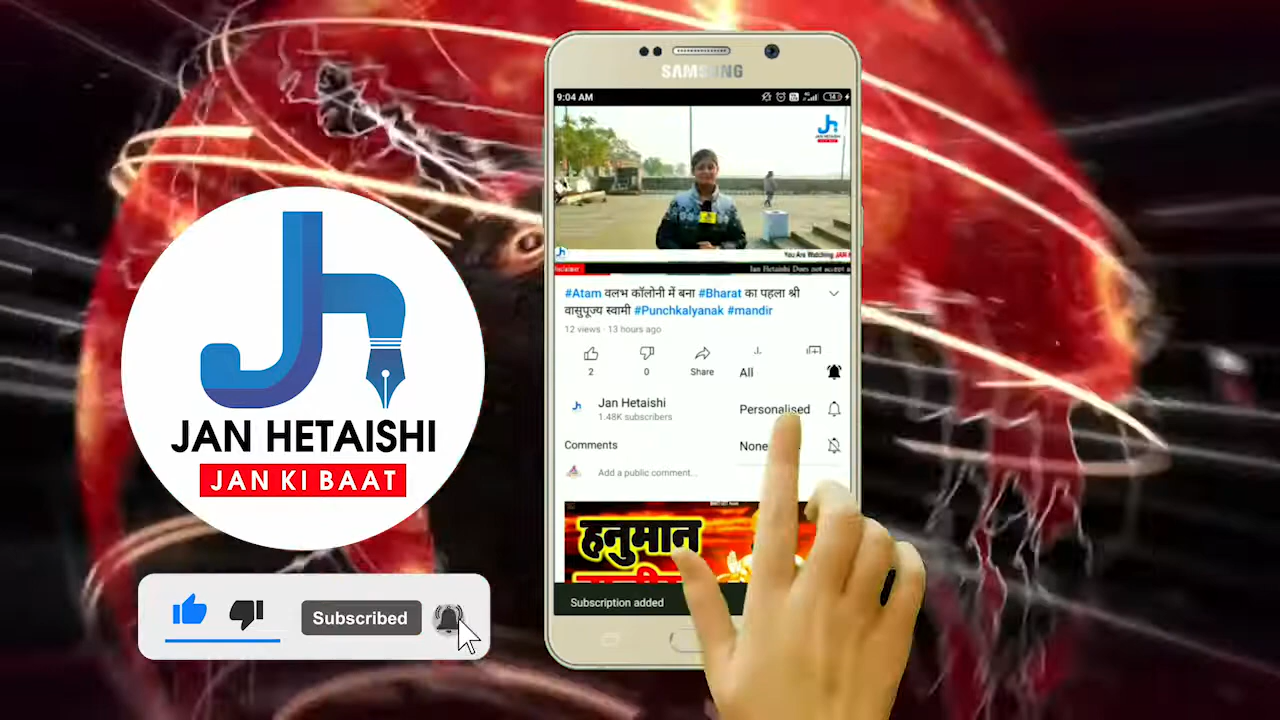 JAN HETAISHI
JAN KI BAAT
Subscribed
SAMSUNG
9:04 AM
You Are Watching JAN
Jan Hetaishi Does not accept a
#Atam वलभ कॉलोनी में बना #Bharat का पहला श्री
वासुपूज्य स्वामी #Punchkalyanak #mandir
12 views · 13 hours ago
2
0
Share
All
Jan Hetaishi
1.48K subscribers
Personalised
Comments
None
Add a public comment...
हनुमान
Subscription added